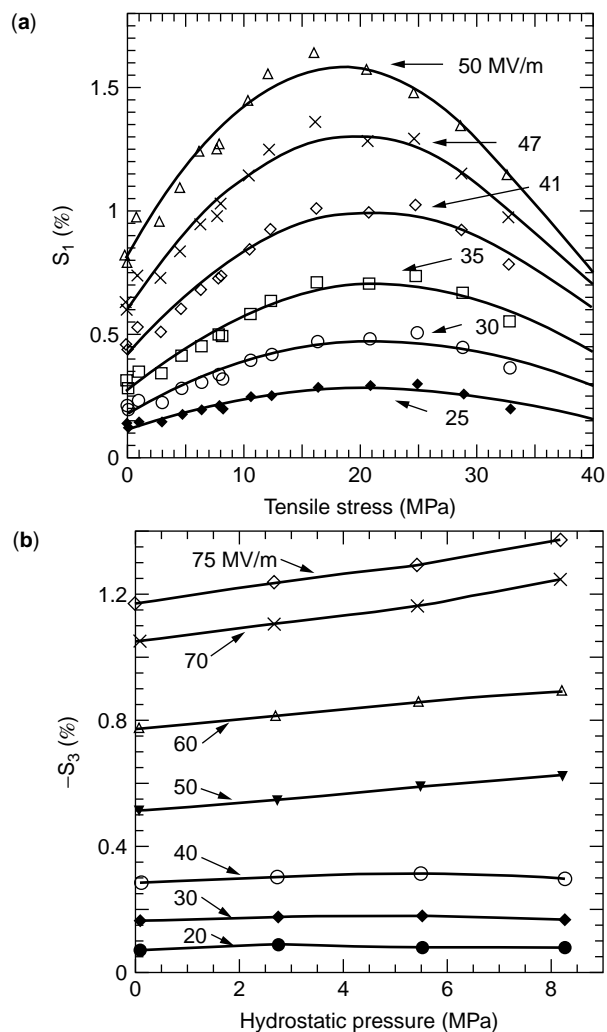 (a)
50 MV/m
1.5
47
41
1
S1 (%)
35
0.5
30
25
0
0 10 20 30 40
Tensile stress (MPa)
(b)
75 MV/m
1.2
70
0.8
60
−S3 (%)
50
0.4
40
30
20
0
0 2 4 6 8
Hydrostatic pressure (MPa)